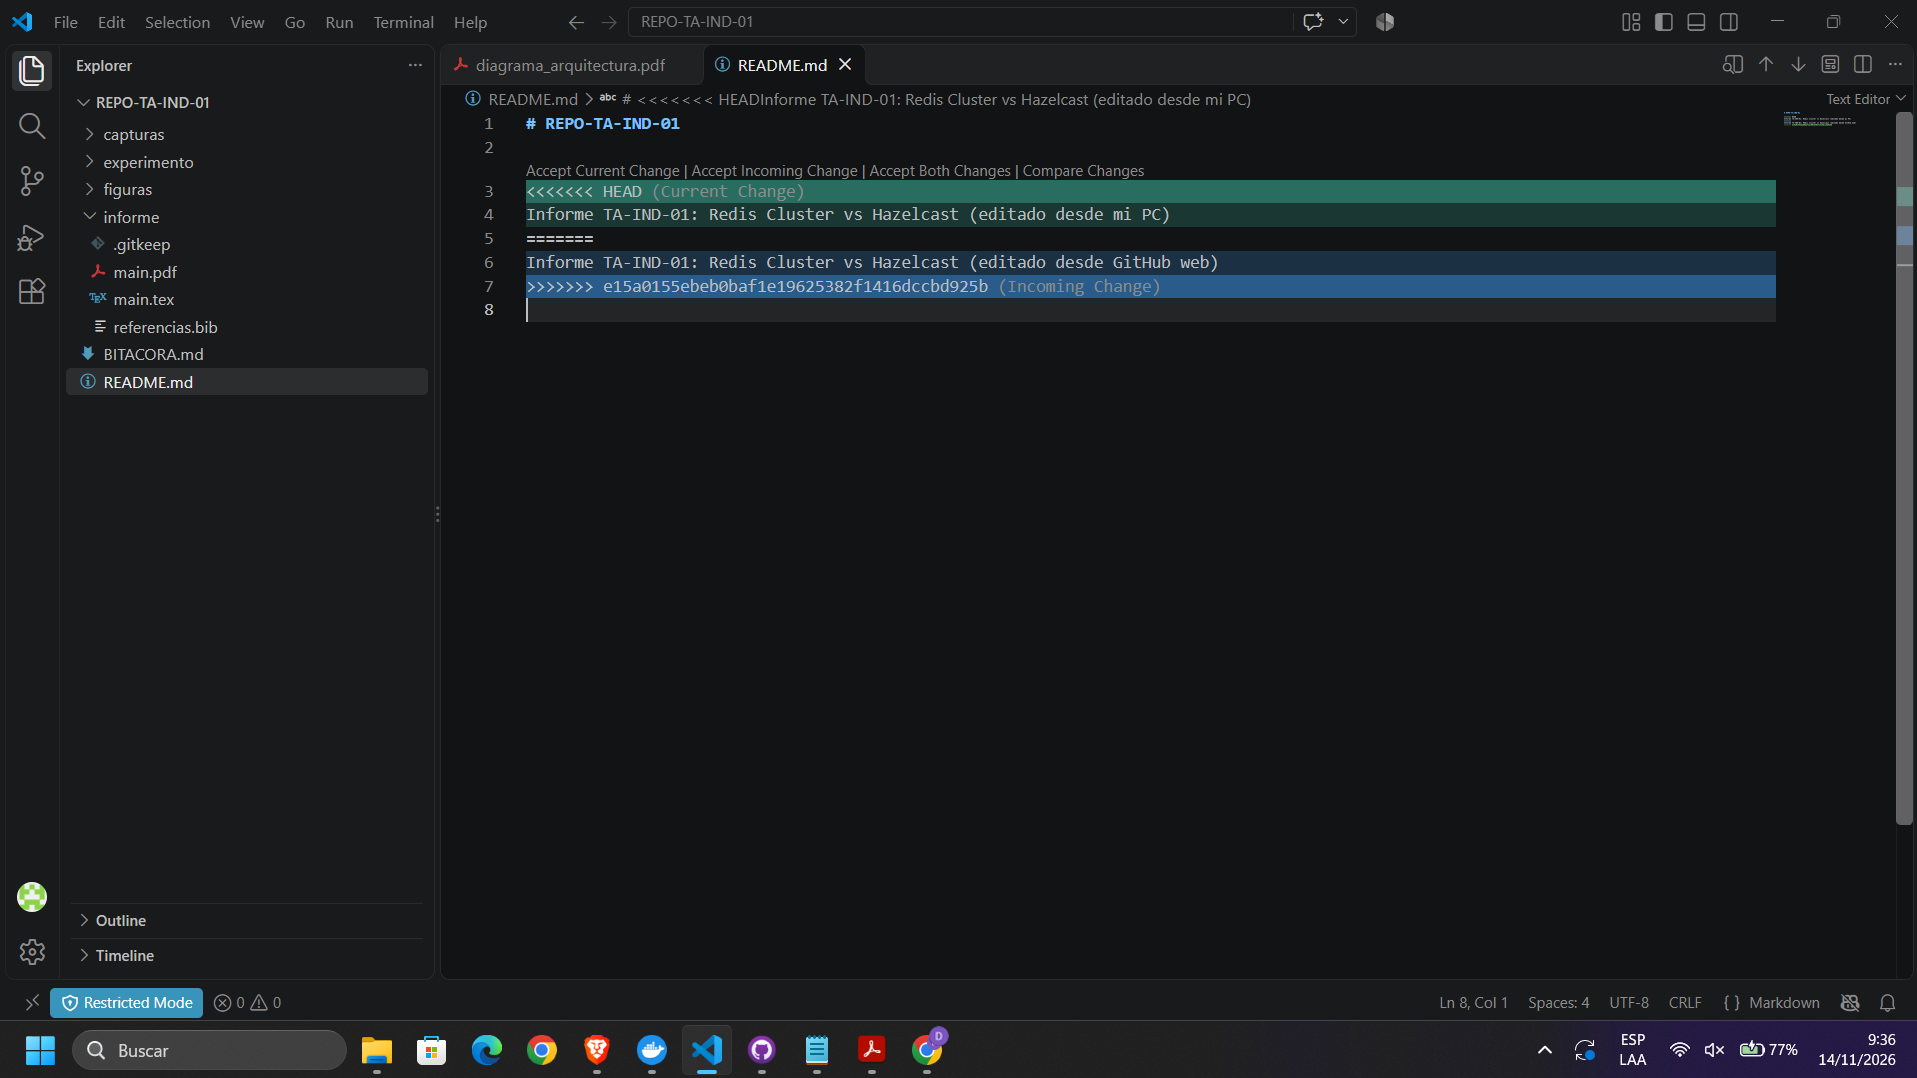 File Edit Selection View Go Run Terminal Help
REPO-TA-IND-01
Explorer
REPO-TA-IND-01
capturas
experimento
figuras
informe
.gitkeep
main.pdf
TEX main.tex
referencias.bib
BITACORA.md
README.md
Outline
Timeline
diagrama_arquitectura.pdf
README.md
README.md > abc # <<<<<<< HEADInforme TA-IND-01: Redis Cluster vs Hazelcast (editado desde mi PC)
Text Editor
1 # REPO-TA-IND-01
2
Accept Current Change | Accept Incoming Change | Accept Both Changes | Compare Changes
3 <<<<<<< HEAD (Current Change)
4 Informe TA-IND-01: Redis Cluster vs Hazelcast (editado desde mi PC)
5 =======
6 Informe TA-IND-01: Redis Cluster vs Hazelcast (editado desde GitHub web)
7 >>>>>>> e15a0155ebeb0baf1e19625382f1416dccbd925b (Incoming Change)
8
Restricted Mode 0 0
Ln 8, Col 1 Spaces: 4 UTF-8 CRLF { } Markdown
Buscar
D
ESP
LAA
77%
9:36
14/11/2026